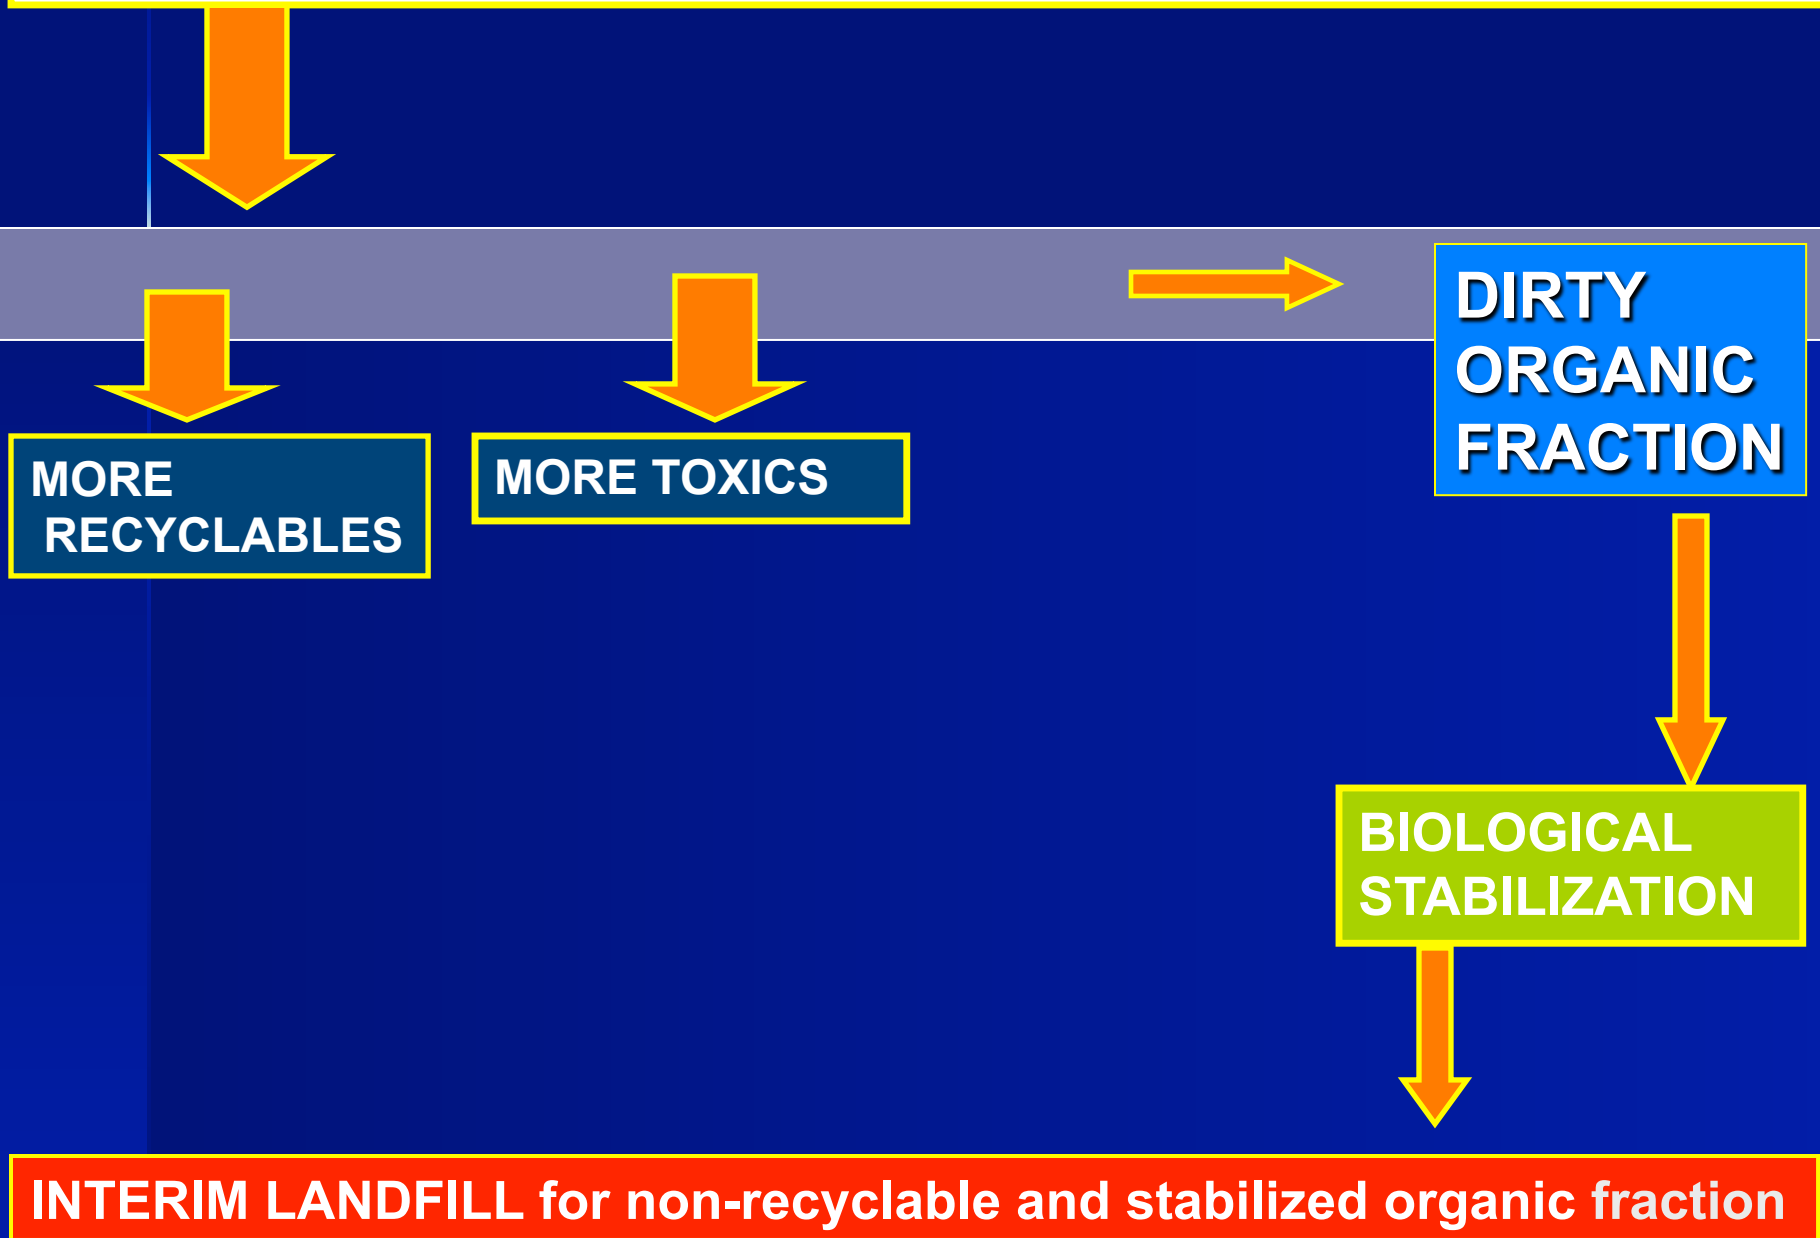 DIRTY
ORGANIC
FRACTION
MORE
RECYCLABLES
MORE TOXICS
BIOLOGICAL
STABILIZATION
INTERIM LANDFILL for non-recyclable and stabilized organic fraction